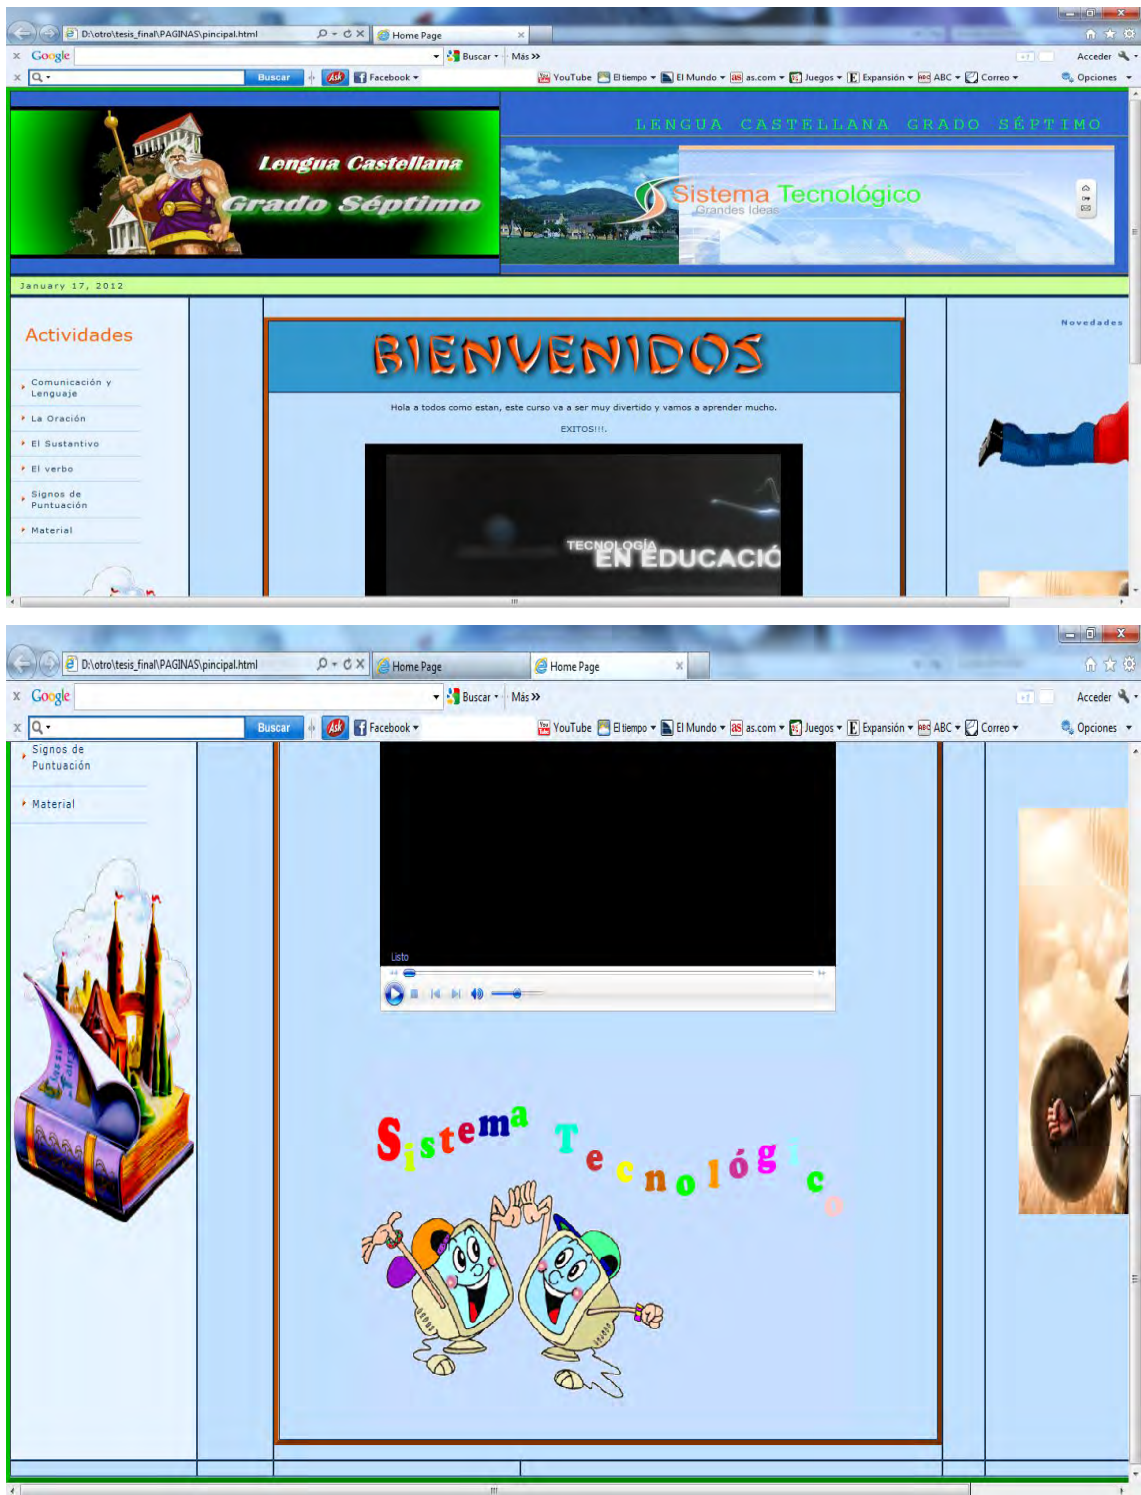 D:\otro\tesis_final\PAGINAS\pincipal.html
Home Page
x Google
Buscar
Más »
Acceder
Buscar
Ask
Facebook
YouTube
El tiempo
El Mundo
as.com
Juegos
Expansión
ABC
Correo
Opciones
Lengua Castellana
Grado Séptimo
LENGUA CASTELLANA GRADO SÉPTIMO
Sistema Tecnológico
Grandes Ideas
January 17, 2012
Actividades
Comunicación y
Lenguaje
La Oración
El Sustantivo
El verbo
Signos de
Puntuación
Material
BIENVENIDOS
Hola a todos como estan, este curso va a ser muy divertido y vamos a aprender mucho.
EXITOS!!!.
TECNOLOGÍA
EN EDUCACIÓ
Novedades
D:\otro\tesis_final\PAGINAS\pincipal.html
Home Page
Home Page
x Google
Buscar
Más »
Acceder
Buscar
Ask
Facebook
YouTube
El tiempo
El Mundo
as.com
Juegos
Expansión
ABC
Correo
Opciones
Signos de
Puntuación
Material
Listo
Sistema Tecnológico